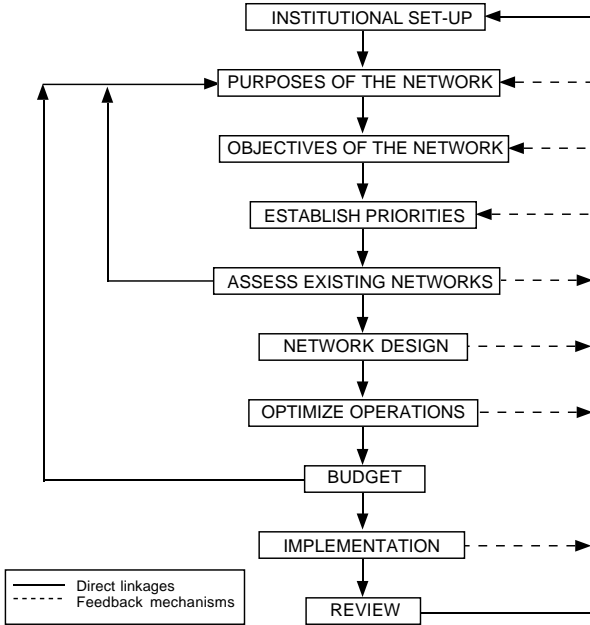 INSTITUTIONAL SET-UP
PURPOSES OF THE NETWORK
OBJECTIVES OF THE NETWORK
ESTABLISH PRIORITIES
ASSESS EXISTING NETWORKS
NETWORK DESIGN
OPTIMIZE OPERATIONS
BUDGET
IMPLEMENTATION
REVIEW
Direct linkages
Feedback mechanisms